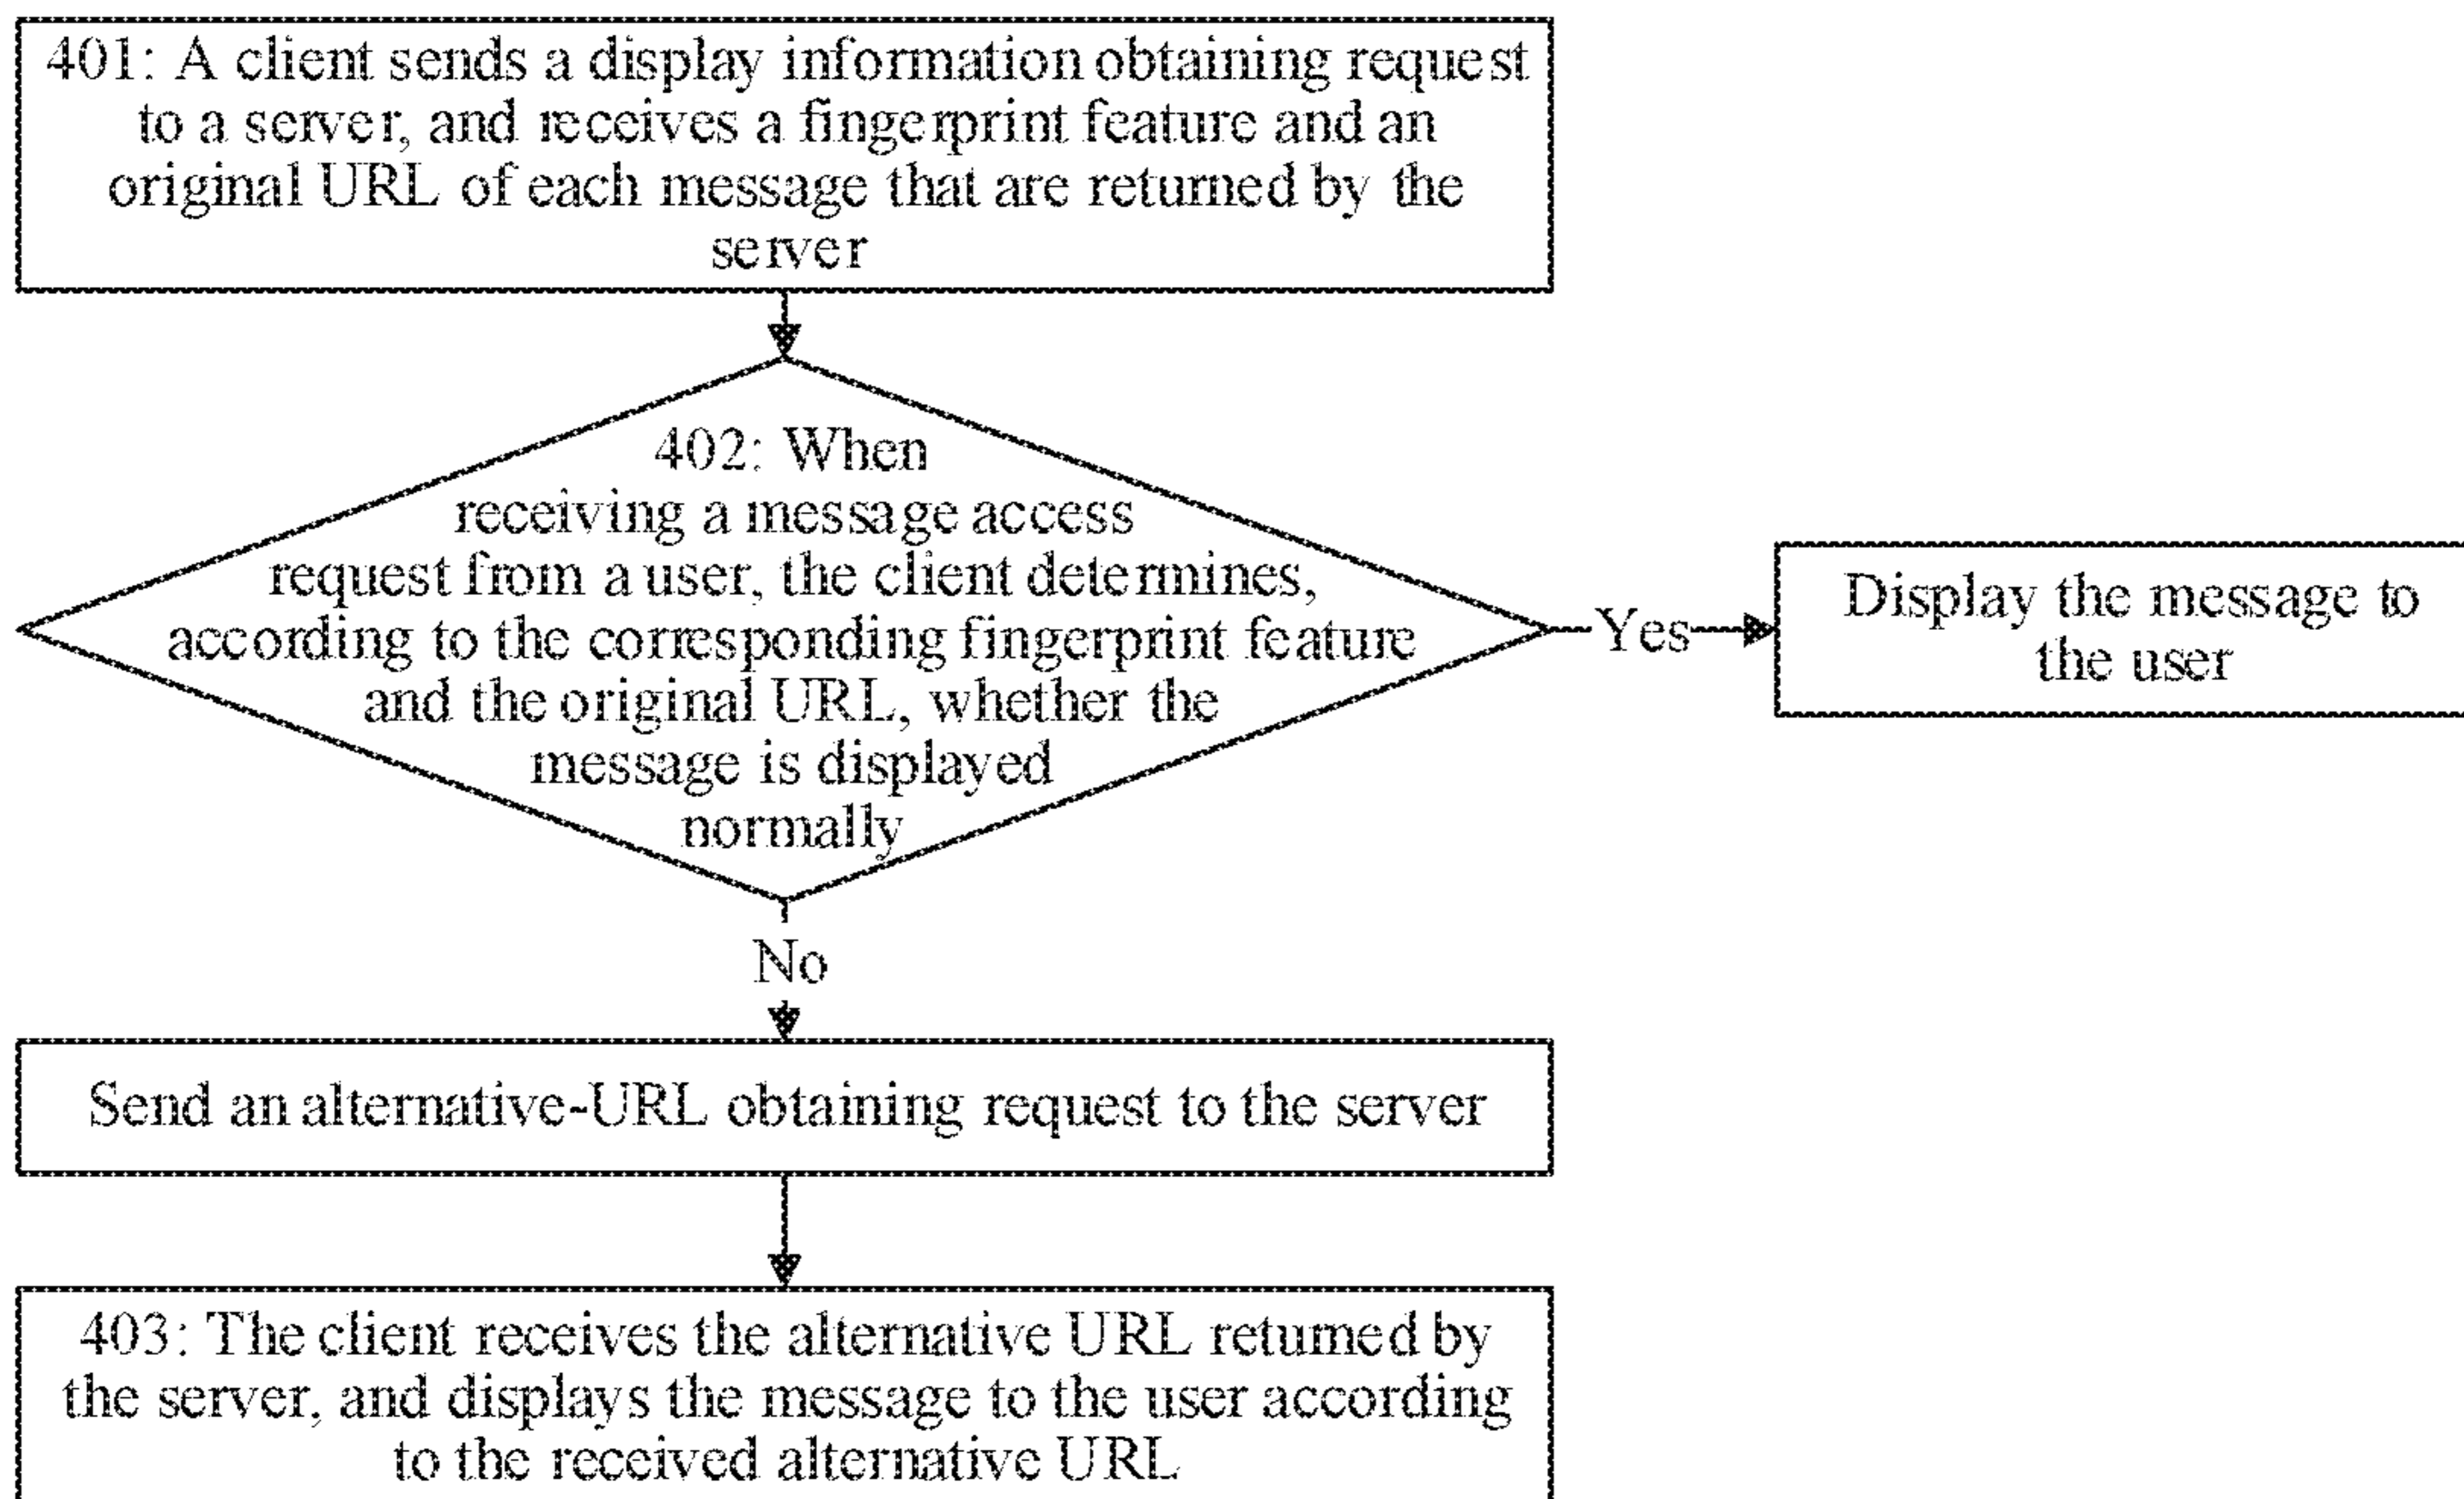 401: A client sends a display information obtaining request
to a server, and receives a fingerprint feature and an
original URL of each message that are returned by the
server
402: When
receiving a message access
request from a user, the client determines,
according to the corresponding fingerprint feature
and the original URL, whether the
message is displayed
normally
Yes
Display the message to
the user
No
Send an alternative-URL obtaining request to the server
403: The client receives the alternative URL returned by
the server, and displays the message to the user according
to the received alternative URL